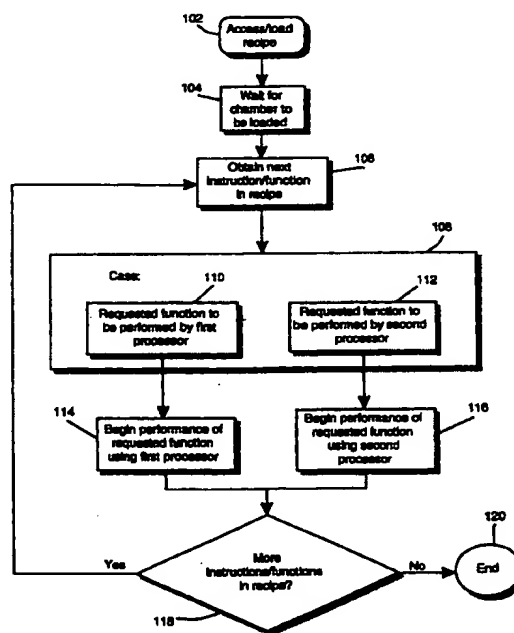 102
Access/load
recipe
104
Wait for
chamber to
be loaded
106
Obtain next
instruction/function
in recipe
108
Case:
110
Requested function to
be performed by first
processor
112
Requested function to
be performed by second
processor
114
Begin performance of
requested function
using first processor
116
Begin performance of
requested function
using second
processor
More
instructions/functions
in recipe?
118
Yes
No
120
End